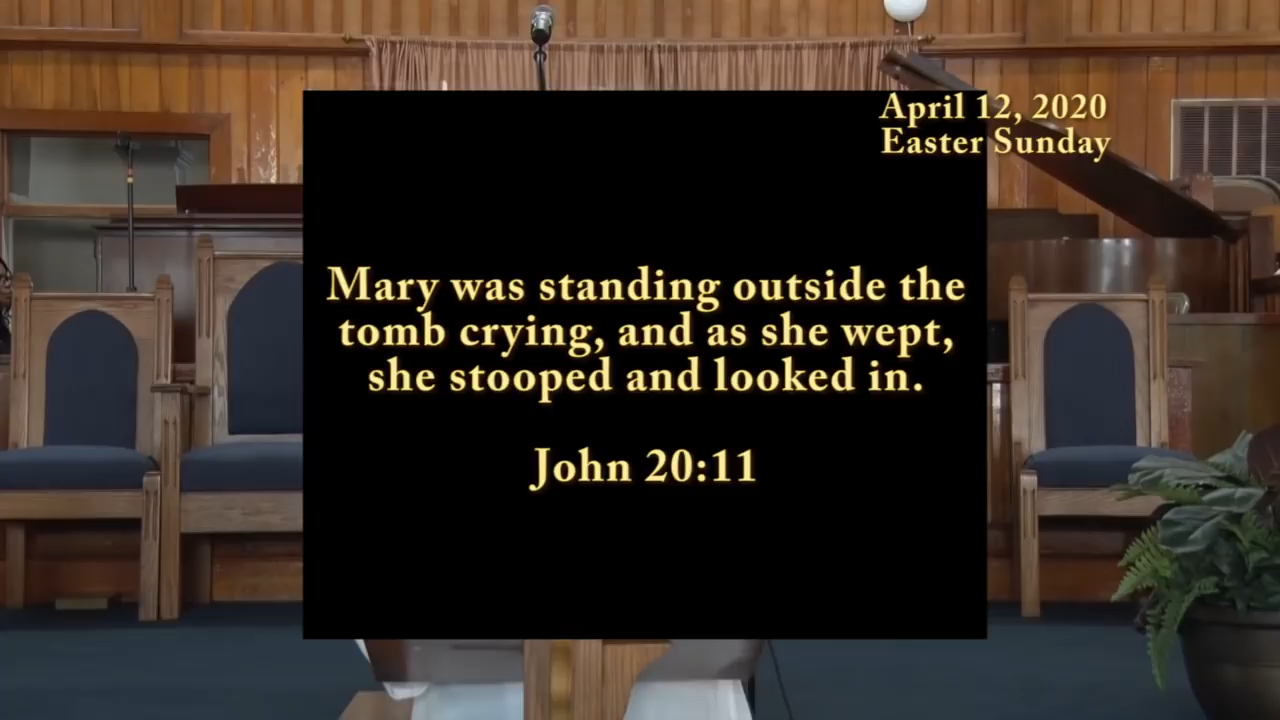 April 12, 2020
Easter Sunday
Mary was standing outside the
tomb crying, and as she wept,
she stooped and looked in.
John 20:11